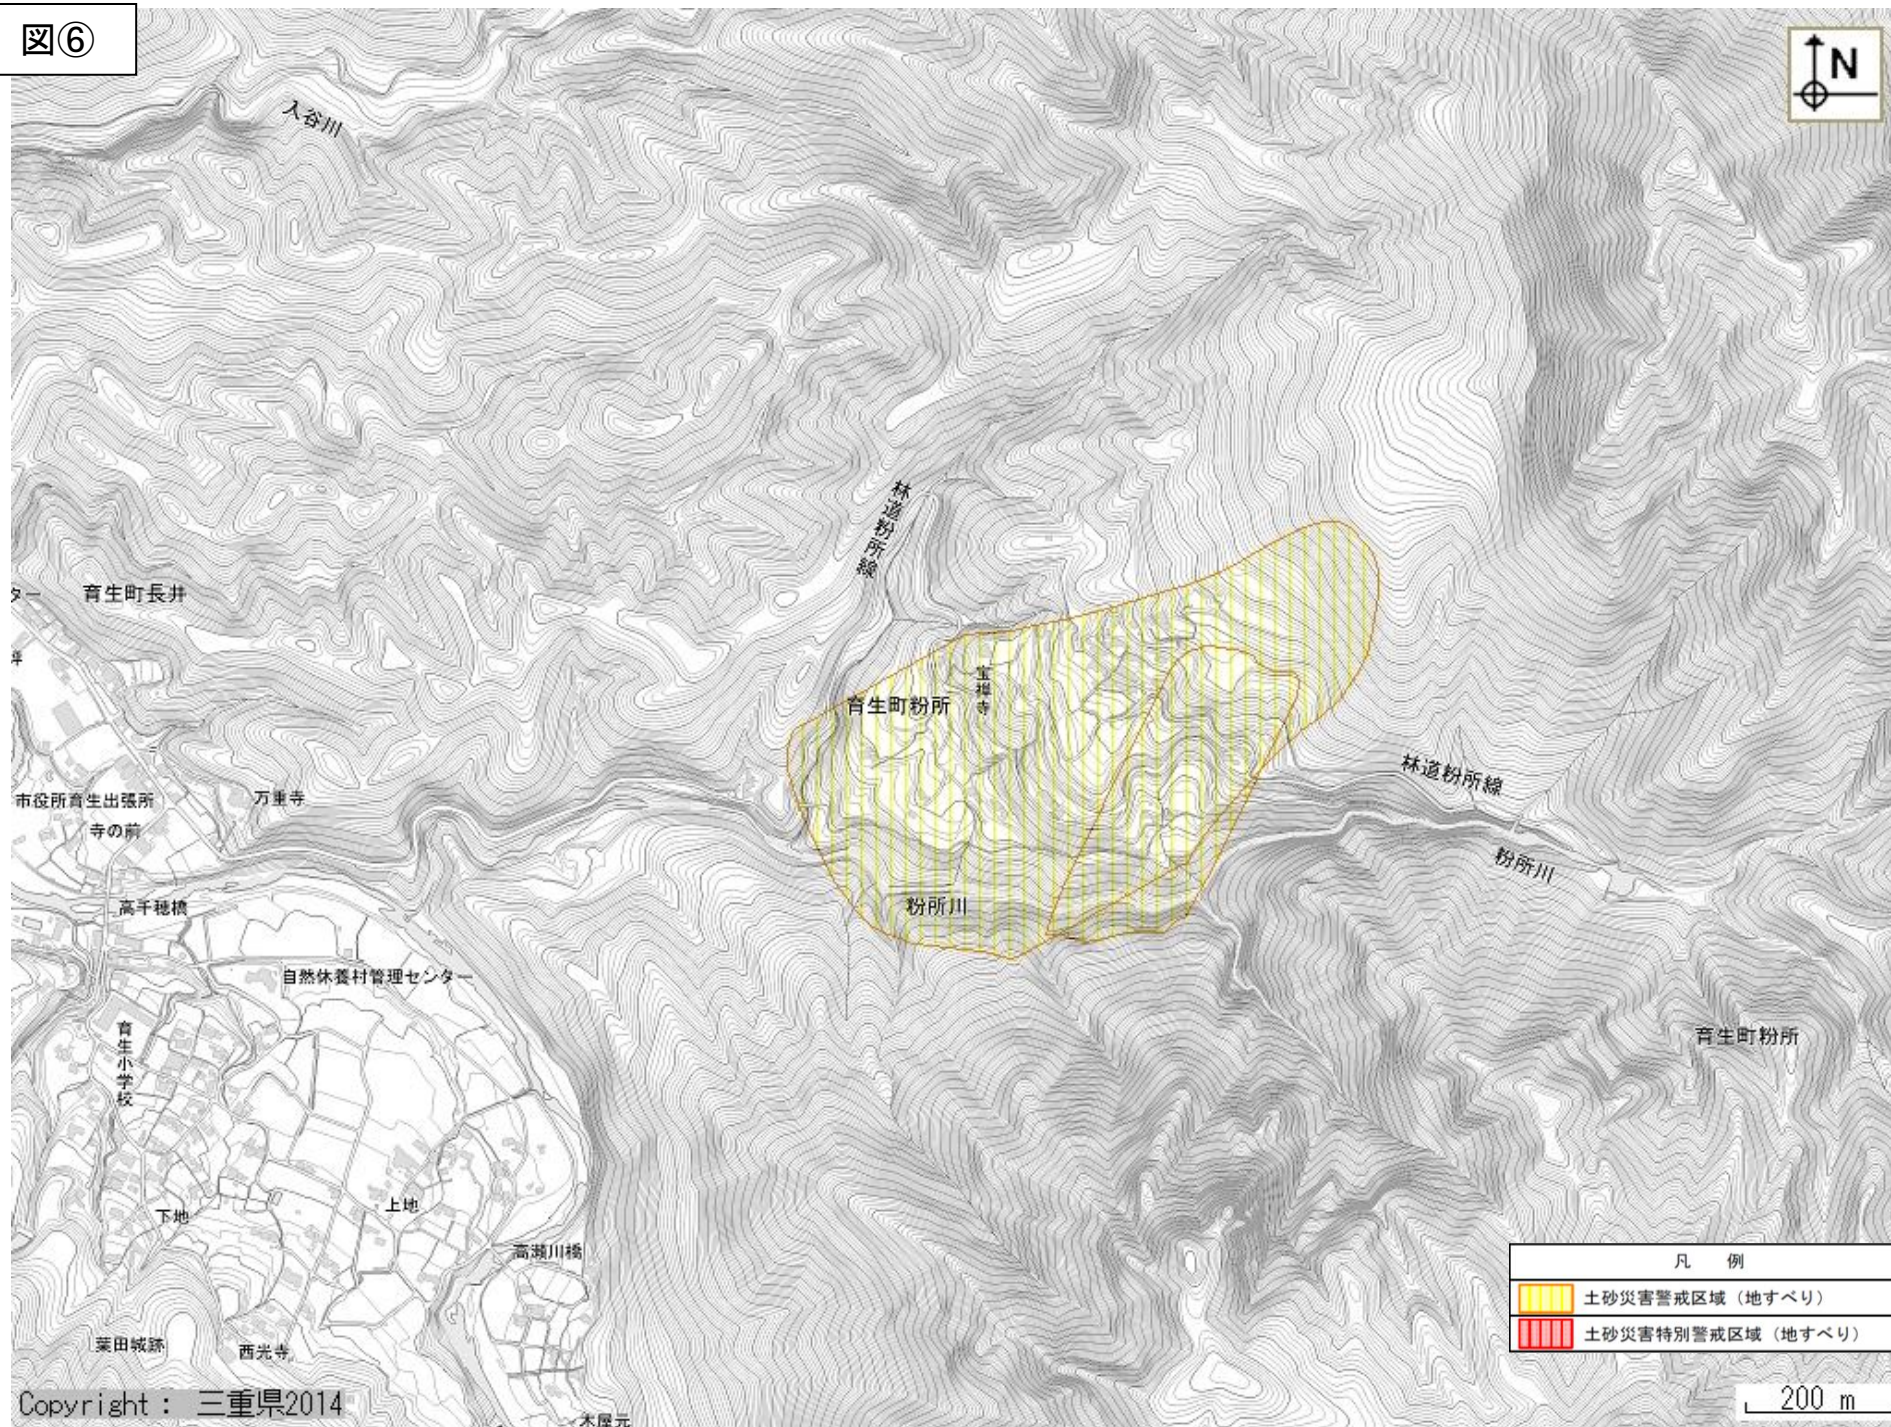 図⑥
N
入谷川
林道粉所線
育生町長井
ター
宝禅寺
育生町粉所
林道粉所線
市役所育生出張所
万重寺
寺の前
粉所川
高千穂橋
粉所川
自然休養村管理センター
育生小学校
育生町粉所
上地
下地
高瀬川橋
凡 例
土砂災害警戒区域（地すべり）
土砂災害特別警戒区域（地すべり）
葉田城跡
西光寺
Copyright： 三重県2014
200 m
木屋元